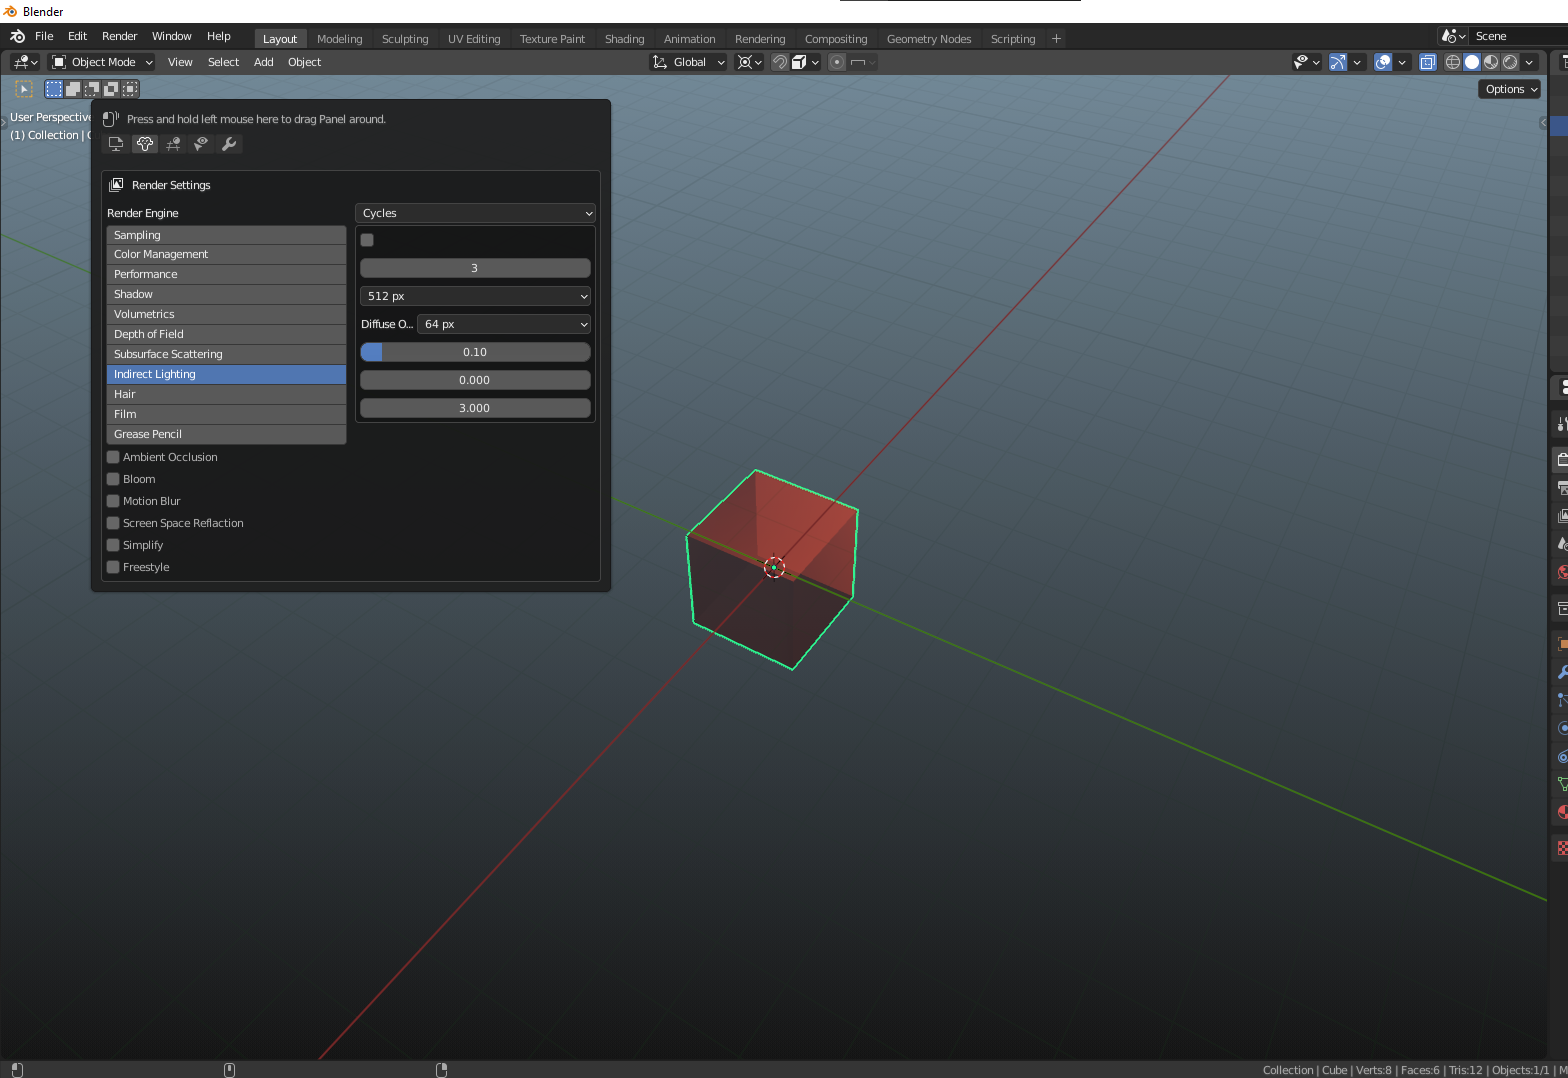 Blender
File Edit Render Window Help Layout Modeling Sculpting UV Editing Texture Paint Shading Animation Rendering Compositing Geometry Nodes Scripting + Scene
Object Mode View Select Add Object Global
Options
User Perspective
(1) Collection |
Press and hold left mouse here to drag Panel around.
Render Settings
Render Engine Cycles
Sampling
Color Management
Performance
Shadow
Volumetrics
Depth of Field
Subsurface Scattering
Indirect Lighting
Hair
Film
Grease Pencil
3
512 px
Diffuse O... 64 px
0.10
0.000
3.000
Ambient Occlusion
Bloom
Motion Blur
Screen Space Reflaction
Simplify
Freestyle
Collection | Cube | Verts:8 | Faces:6 | Tris:12 | Objects:1/1 | M